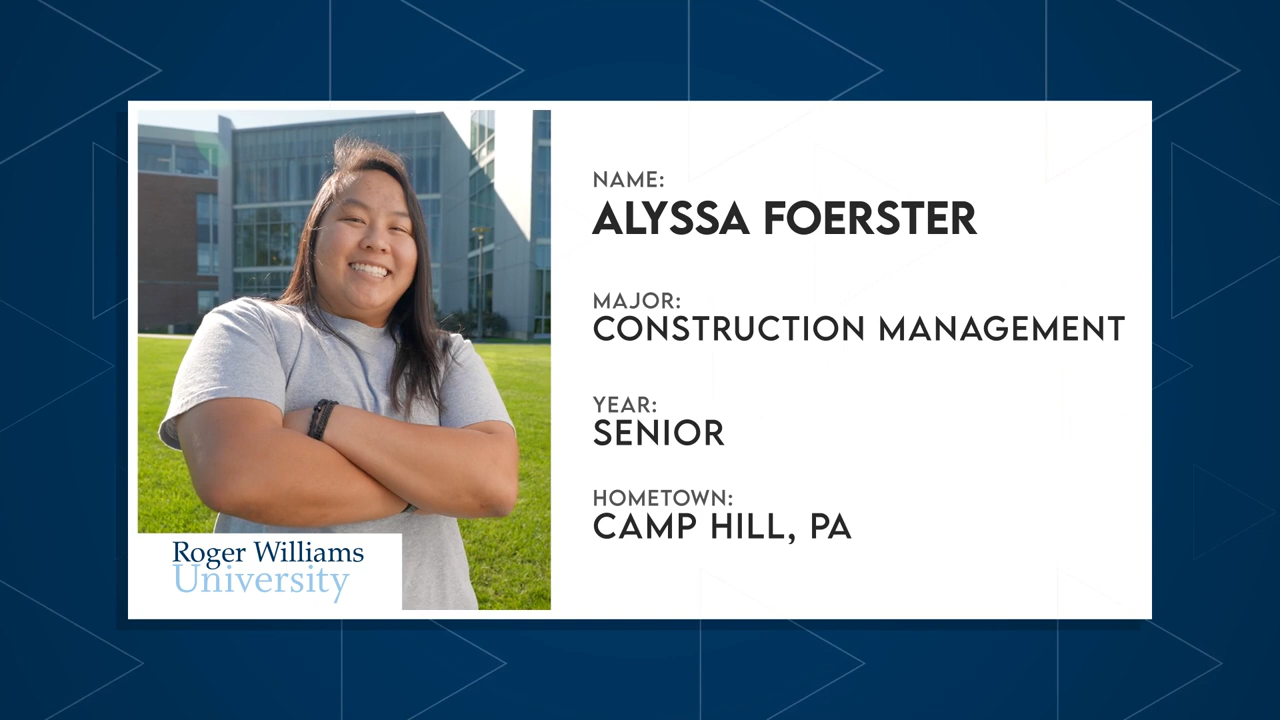 NAME:
ALYSSA FOERSTER
MAJOR:
CONSTRUCTION MANAGEMENT
YEAR:
SENIOR
HOMETOWN:
CAMP HILL, PA
Roger Williams
University